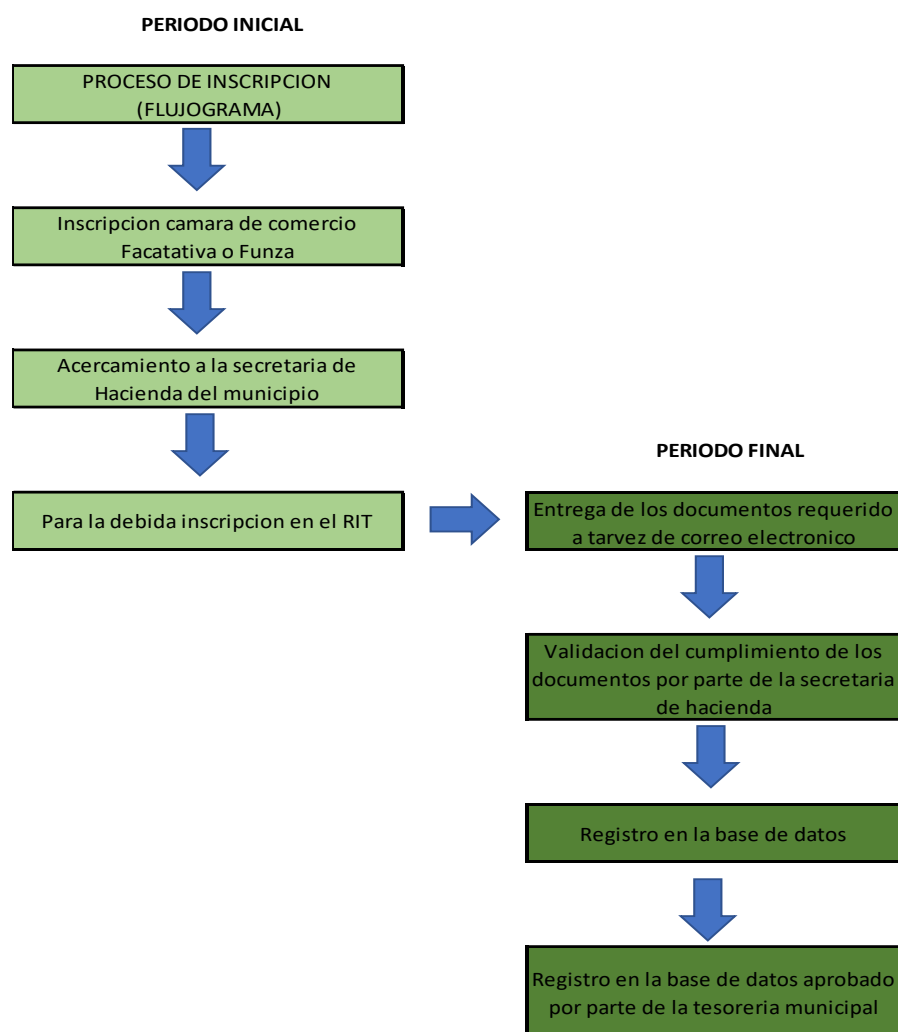 PERIODO INICIAL
PROCESO DE INSCRIPCION
(FLUJOGRAMA)
Inscripcion camara de comercio
Facatativa o Funza
Acercamiento a la secretaria de
Hacienda del municipio
Para la debida inscripcion en el RIT
PERIODO FINAL
Entrega de los documentos requerido
a tarvez de correo electronico
Validacion del cumplimiento de los
documentos por parte de la secretaria
de hacienda
Registro en la base de datos
Registro en la base de datos aprobado
por parte de la tesoreria municipal